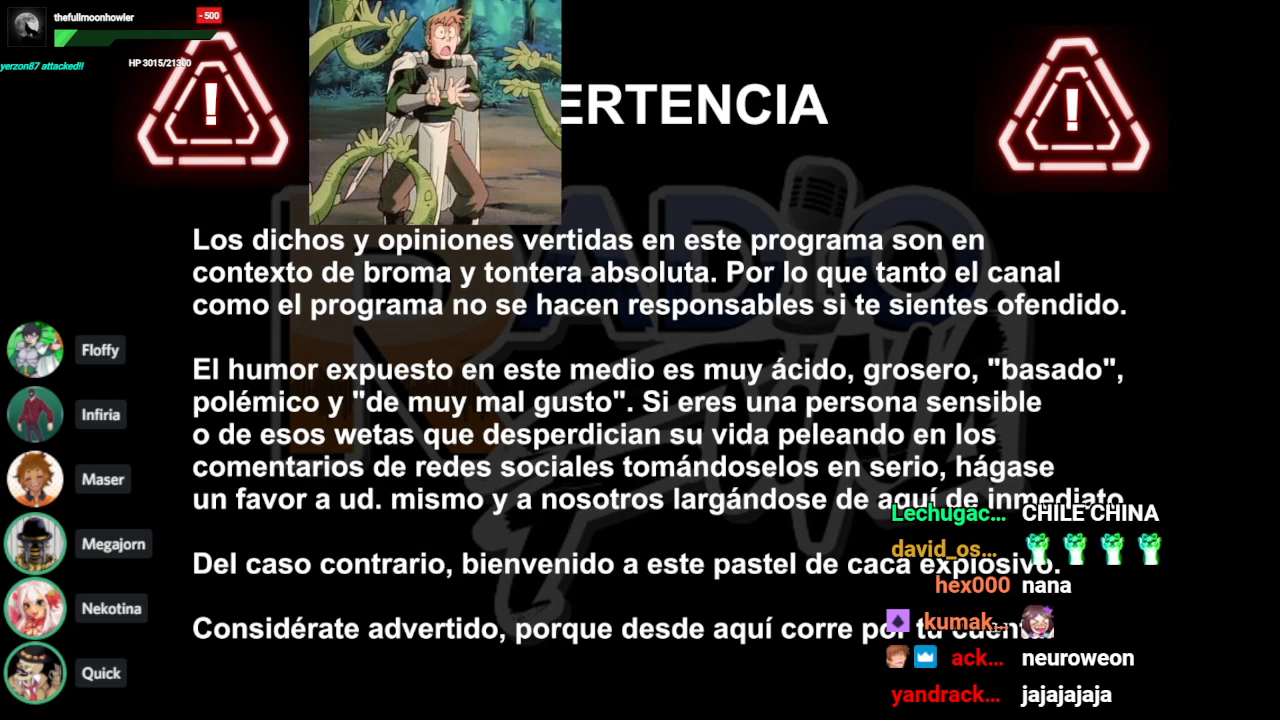 thefullmoonhowler
-500
yerzon87 attacked!!
HP 3015/21300
ERTENCIA
RADIO
Los dichos y opiniones vertidas en este programa son en
contexto de broma y tontera absoluta. Por lo que tanto el canal
como el programa no se hacen responsables si te sientes ofendido.
El humor expuesto en este medio es muy ácido, grosero, "basado",
polémico y "de muy mal gusto". Si eres una persona sensible
o de esos wetas que desperdician su vida peleando en los
comentarios de redes sociales tomándoselos en serio, hágase
un favor a ud. mismo y a nosotros largándose de aquí de inmediato
Del caso contrario, bienvenido a este pastel de caca explosivo.
Considérate advertido, porque desde aquí corre por tu cuenta
Floffy
Infiria
Maser
Megajorn
Nekotina
Quick
Lechugac... CHILE CHINA
david_os...
hex000 nana
kumak...
ack... neuroweon
yandrack... jajajajaja